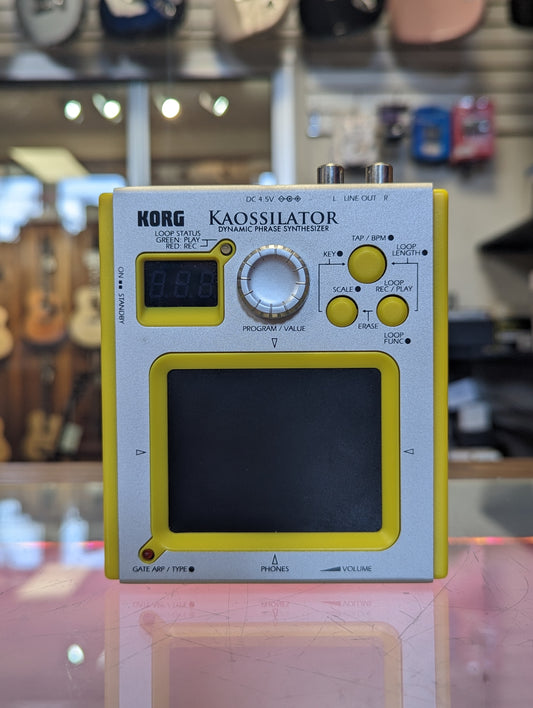 DC 4.5V
L LINE OUT R
KORG
KAOSSILATOR
DYNAMIC PHRASE SYNTHESIZER
LOOP STATUS
GREEN: PLAY
RED: REC
TAP / BPM
KEY
LOOP
LENGTH
SCALE
LOOP
REC / PLAY
ERASE
LOOP
FUNC
ON STANDBY
PROGRAM / VALUE
GATE ARP / TYPE
PHONES
VOLUME